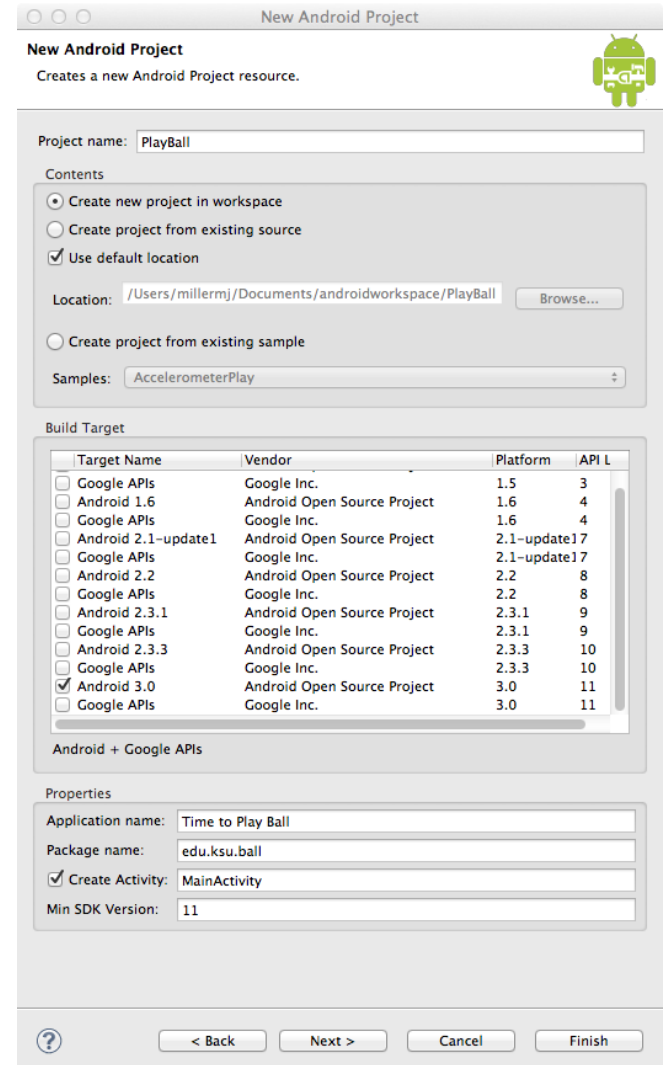 New Android Project
New Android Project
Creates a new Android Project resource.
Project name: PlayBall
Contents
Create new project in workspace
Create project from existing source
Use default location
Location: /Users/millermj/Documents/androidworkspace/PlayBall Browse...
Create project from existing sample
Samples: AccelerometerPlay
Build Target
Target Name Vendor Platform API L
Google APIs Google Inc. 1.5 3
Android 1.6 Android Open Source Project 1.6 4
Google APIs Google Inc. 1.6 4
Android 2.1-update1 Android Open Source Project 2.1-update1 7
Google APIs Google Inc. 2.1-update1 7
Android 2.2 Android Open Source Project 2.2 8
Google APIs Google Inc. 2.2 8
Android 2.3.1 Android Open Source Project 2.3.1 9
Google APIs Google Inc. 2.3.1 9
Android 2.3.3 Android Open Source Project 2.3.3 10
Google APIs Google Inc. 2.3.3 10
Android 3.0 Android Open Source Project 3.0 11
Google APIs Google Inc. 3.0 11
Android + Google APIs
Properties
Application name: Time to Play Ball
Package name: edu.ksu.ball
Create Activity: MainActivity
Min SDK Version: 11
? < Back Next > Cancel Finish